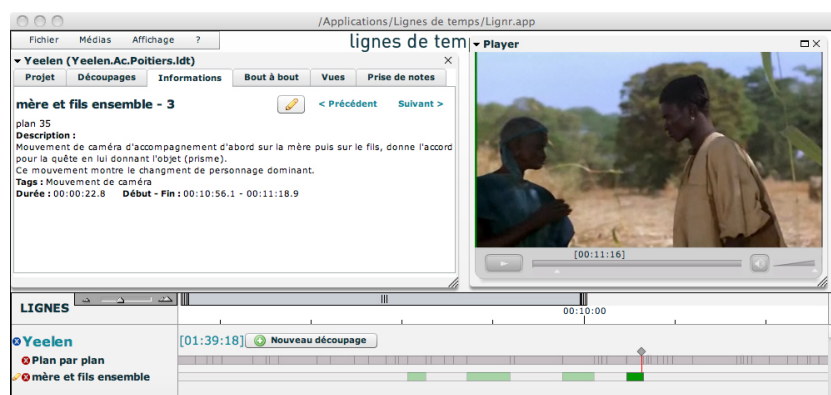 /Applications/Lignes de temps/Lignr.app
Fichier Médias Affichage ?
lignes de tem
Yeelen (Yeelen.Ac.Poitiers.ldt)
Projet Découpages Informations Bout à bout Vues Prise de notes
mère et fils ensemble - 3
< Précédent Suivant >
plan 35
Description :
Mouvement de caméra d'accompagnement d'abord sur la mère puis sur le fils, donne l'accord
pour la quête en lui donnant l'objet (prisme).
Ce mouvement montre le changment de personnage dominant.
Tags : Mouvement de caméra
Durée : 00:00:22.8 Début - Fin : 00:10:56.1 - 00:11:18.9
Player
[00:11:16]
LIGNES
00:10:00
Yeelen
[01:39:18] Nouveau découpage
Plan par plan
mère et fils ensemble